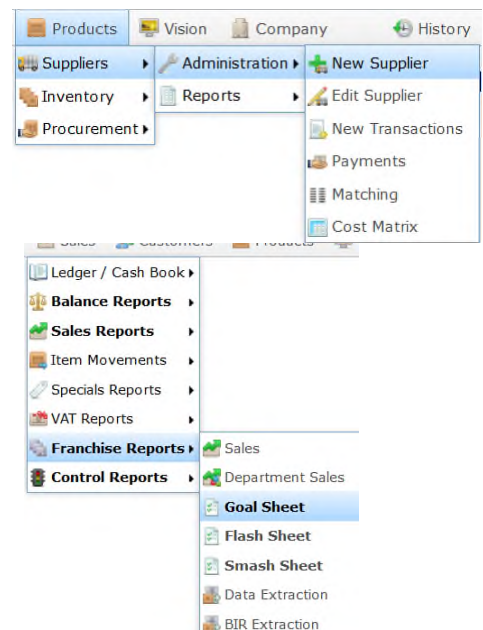 Products Vision Company History
Suppliers Administration New Supplier
Inventory Reports Edit Supplier
Procurement New Transactions
Payments
Matching
Cost Matrix
Sales Customers Products
Ledger / Cash Book
Balance Reports
Sales Reports
Item Movements
Specials Reports
VAT Reports
Franchise Reports Sales
Control Reports Department Sales
Goal Sheet
Flash Sheet
Smash Sheet
Data Extraction
BIR Extraction